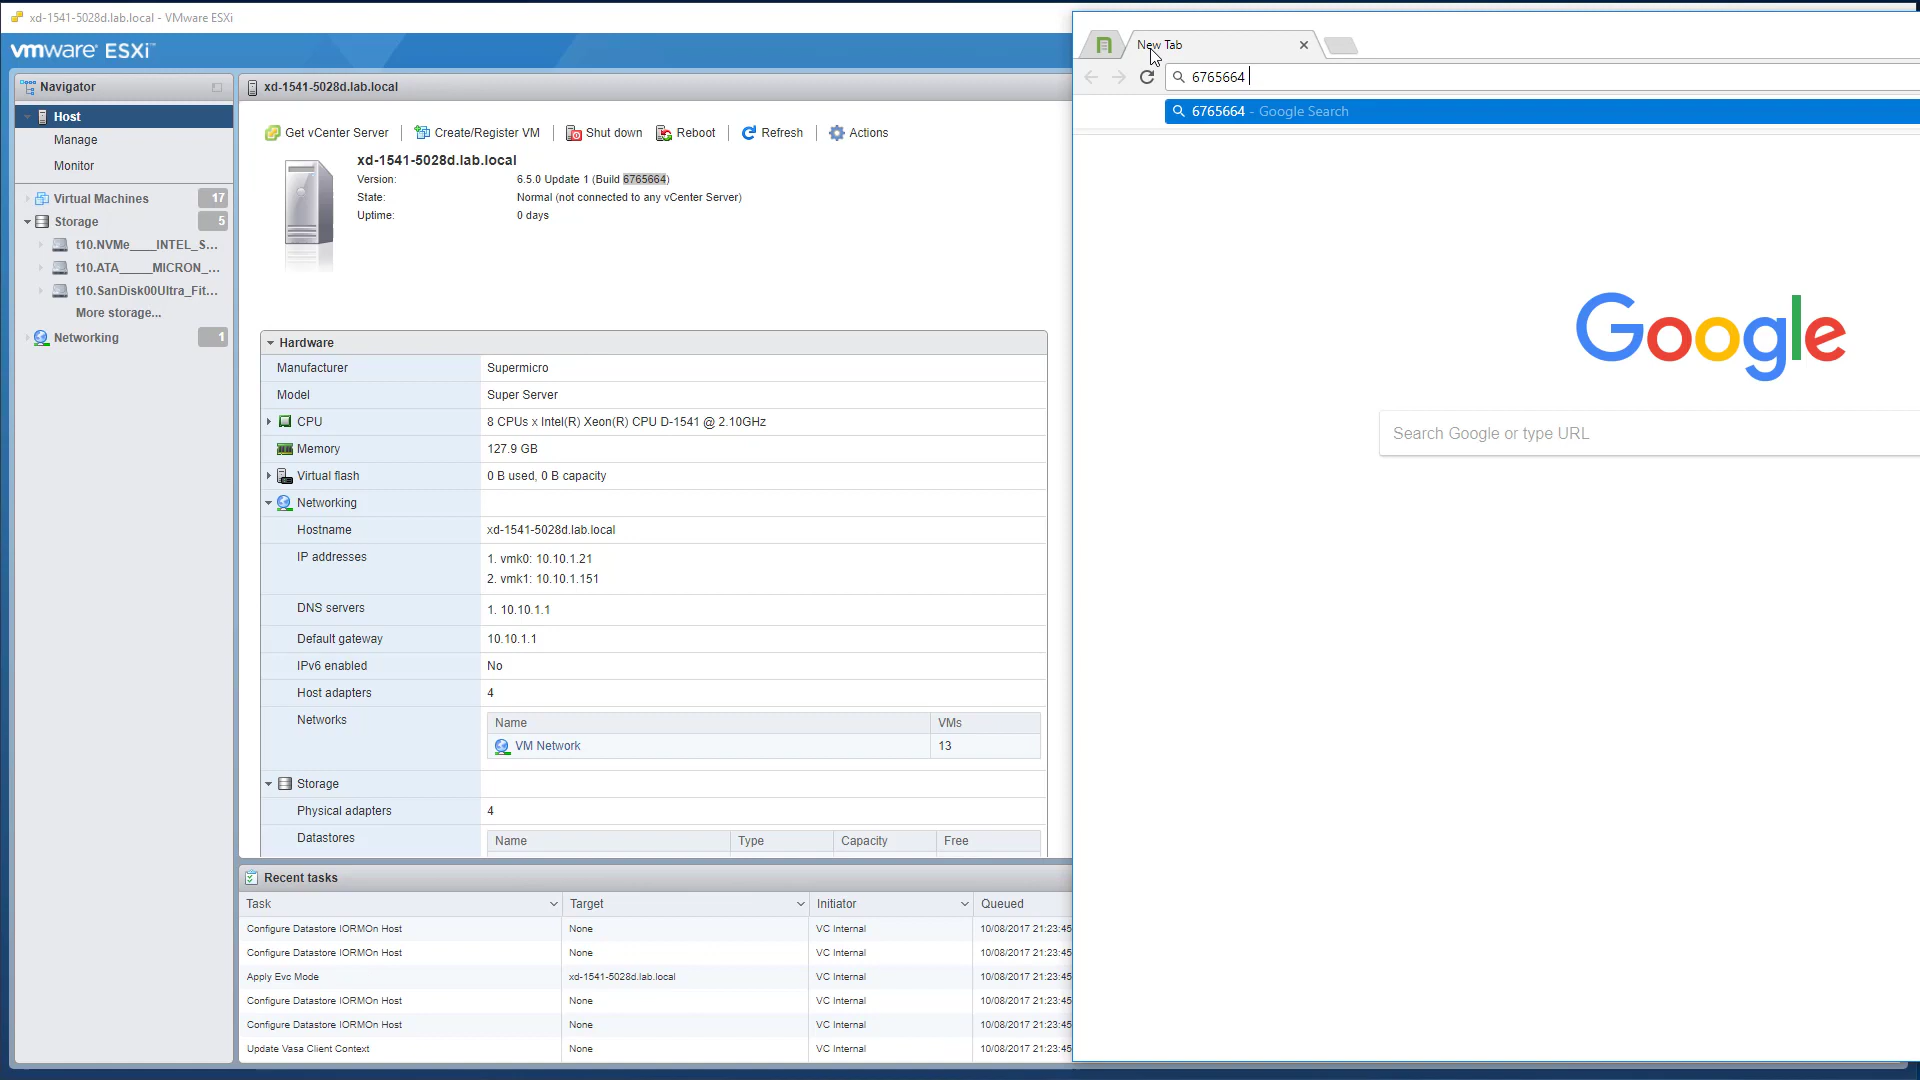 xd-1541-5028d.lab.local - VMware ESXi
vmware ESXi™
Navigator
Host
Manage
Monitor
Virtual Machines 17
Storage 5
t10.NVMe____INTEL_S...
t10.ATA_____MICRON_...
t10.SanDisk00Ultra_Fit...
More storage...
Networking 1
xd-1541-5028d.lab.local
Get vCenter Server Create/Register VM Shut down Reboot Refresh Actions
xd-1541-5028d.lab.local
Version: 6.5.0 Update 1 (Build 6765664)
State: Normal (not connected to any vCenter Server)
Uptime: 0 days
Hardware
Manufacturer Supermicro
Model Super Server
CPU 8 CPUs x Intel(R) Xeon(R) CPU D-1541 @ 2.10GHz
Memory 127.9 GB
Virtual flash 0 B used, 0 B capacity
Networking
Hostname xd-1541-5028d.lab.local
IP addresses 1. vmk0: 10.10.1.21
2. vmk1: 10.10.1.151
DNS servers 1. 10.10.1.1
Default gateway 10.10.1.1
IPv6 enabled No
Host adapters 4
Networks Name VMs
VM Network 13
Storage
Physical adapters 4
Datastores Name Type Capacity Free
Recent tasks
Task Target Initiator Queued
Configure Datastore IORMOn Host None VC Internal 10/08/2017 21:23:45
Configure Datastore IORMOn Host None VC Internal 10/08/2017 21:23:45
Apply Evc Mode xd-1541-5028d.lab.local VC Internal 10/08/2017 21:23:45
Configure Datastore IORMOn Host None VC Internal 10/08/2017 21:23:45
Configure Datastore IORMOn Host None VC Internal 10/08/2017 21:23:45
Update Vasa Client Context None VC Internal 10/08/2017 21:23:45
New Tab
6765664
6765664 - Google Search
Google
Search Google or type URL